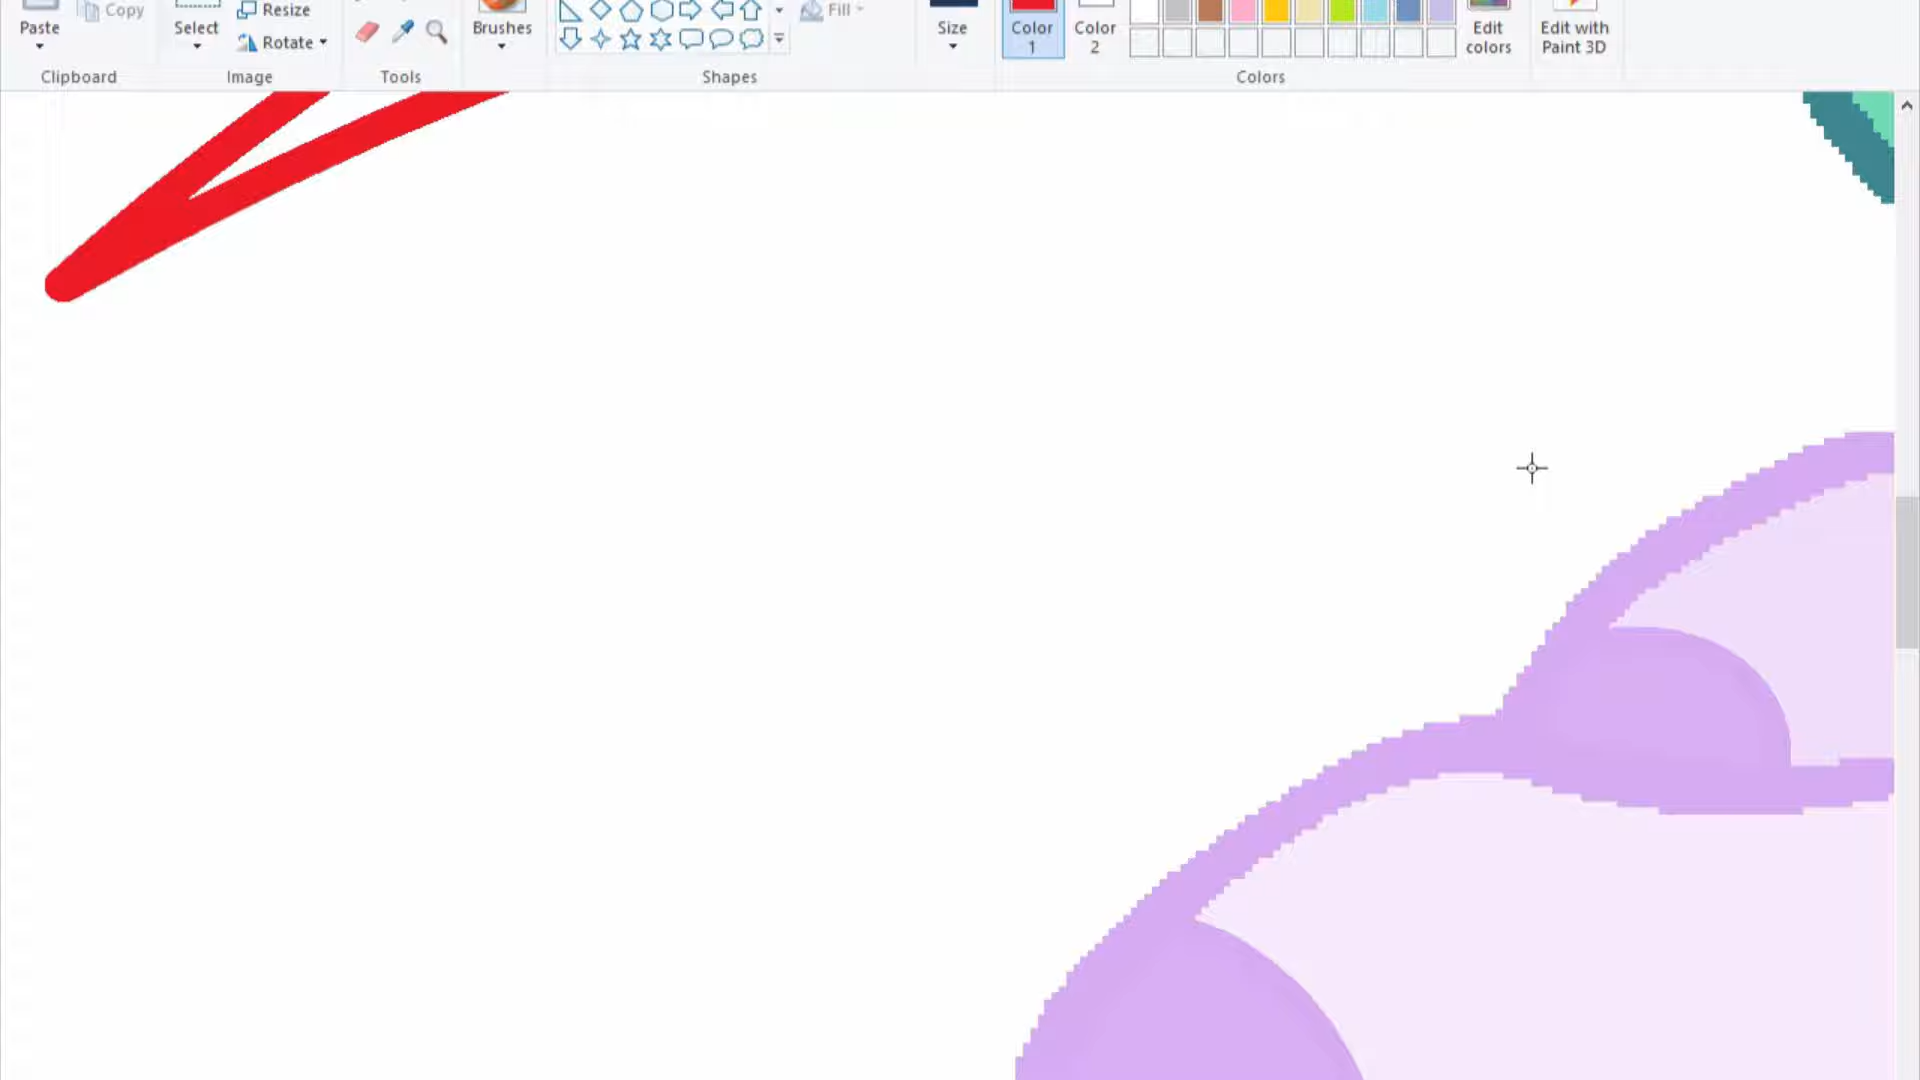 Paste
Copy
Clipboard
Select
Resize
Rotate
Image
Tools
Brushes
Shapes
Fill
Size
Color
1
Color
2
Colors
Edit
colors
Edit with
Paint 3D